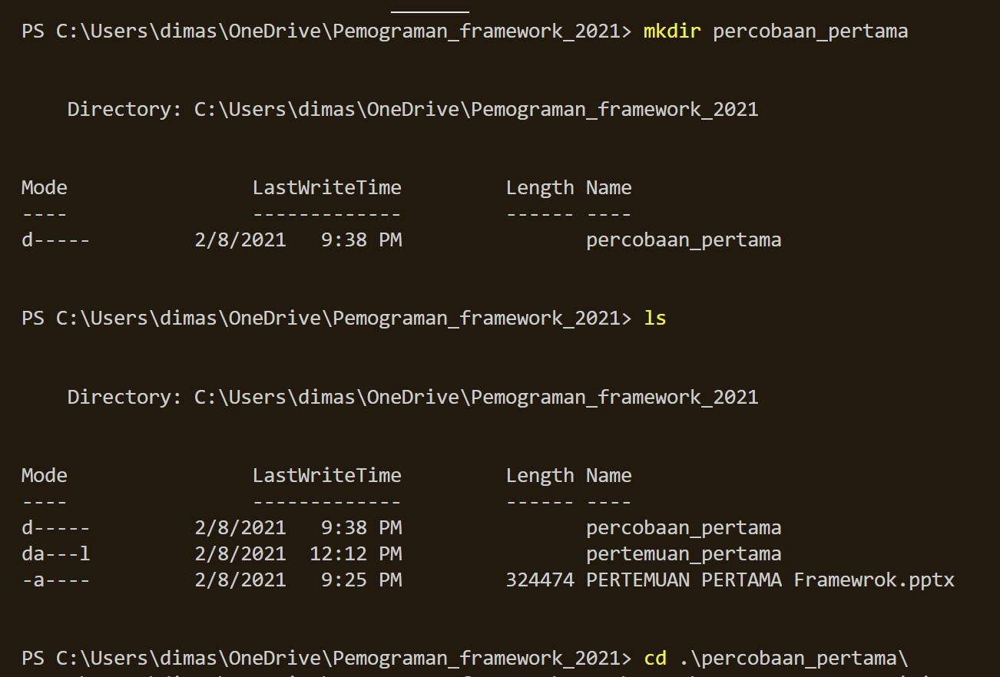 PS C:\Users\dimas\OneDrive\Pemograman_framework_2021> mkdir percobaan_pertama
Directory: C:\Users\dimas\OneDrive\Pemograman_framework_2021
Mode LastWriteTime Length Name
---- ------------- ------ ----
d----- 2/8/2021 9:38 PM percobaan_pertama
PS C:\Users\dimas\OneDrive\Pemograman_framework_2021> ls
Directory: C:\Users\dimas\OneDrive\Pemograman_framework_2021
Mode LastWriteTime Length Name
---- ------------- ------ ----
d----- 2/8/2021 9:38 PM percobaan_pertama
da---l 2/8/2021 12:12 PM pertemuan_pertama
-a---- 2/8/2021 9:25 PM 324474 PERTEMUAN PERTAMA Framewrok.pptx
PS C:\Users\dimas\OneDrive\Pemograman_framework_2021> cd .\percobaan_pertama\